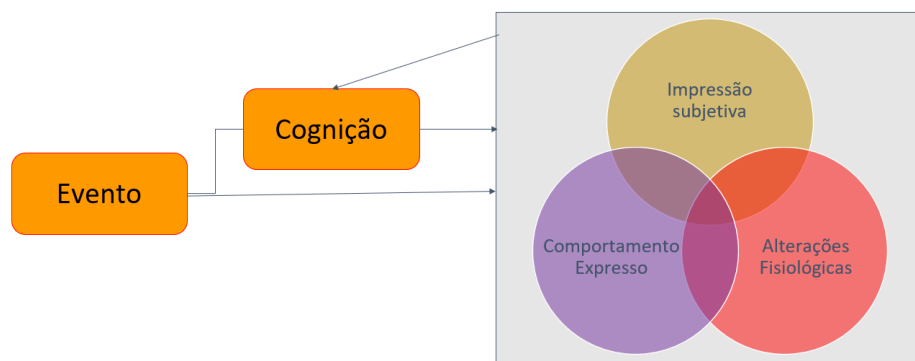 Evento
Cognição
Impressão
subjetiva
Comportamento
Expresso
Alterações
Fisiológicas